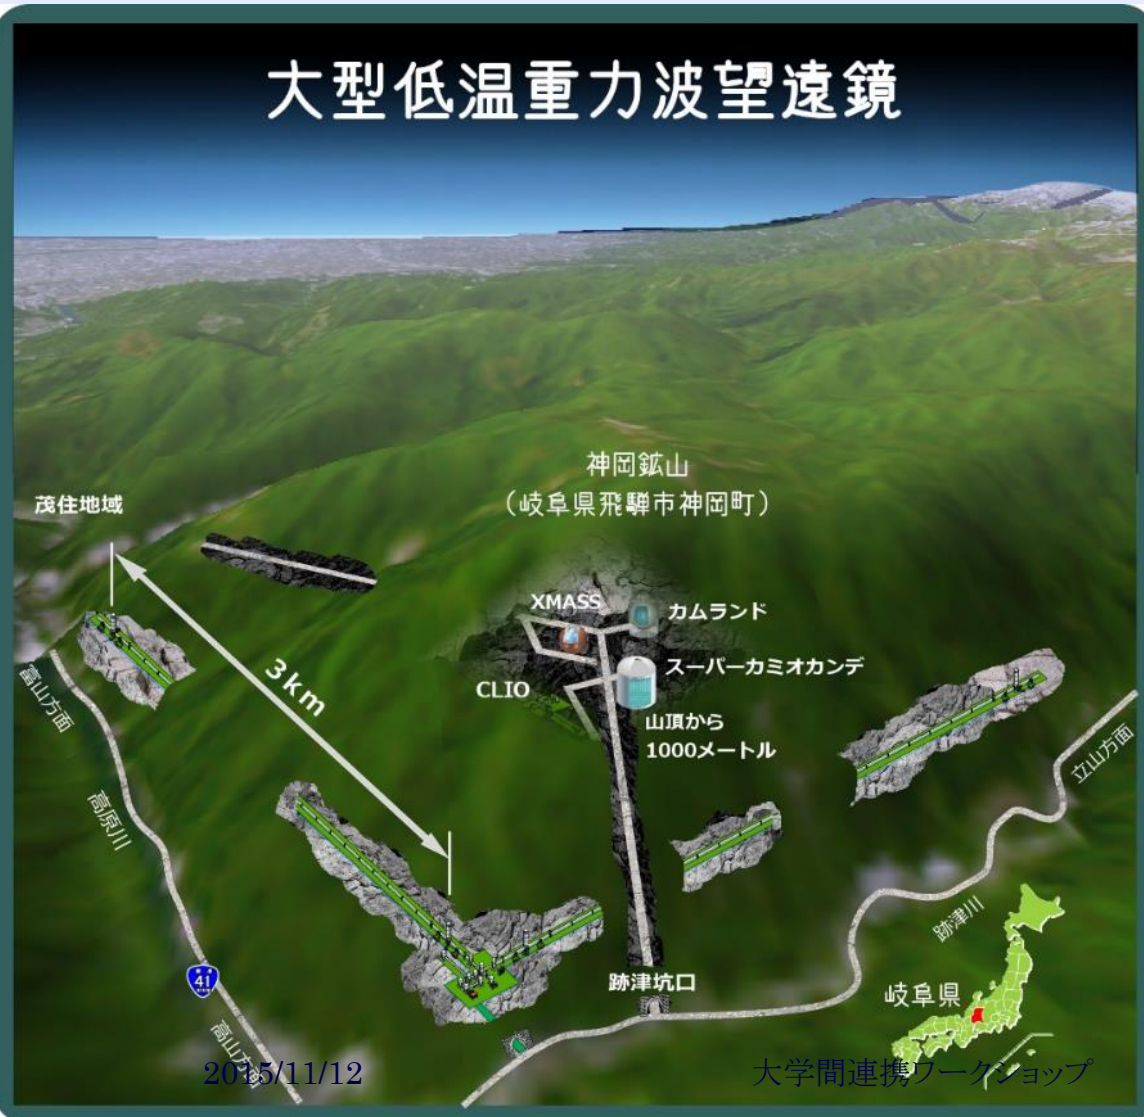 大型低温重力波望遠鏡
神岡鉱山
（岐阜県飛騨市神岡町）
茂住地域
XMASS
カムランド
スーパーカミオカンデ
CLIO
山頂から
1000メートル
3km
富山方面
高原川
立山方面
跡津川
跡津坑口
岐阜県
41
高山方面
2015/11/12
大学間連携ワークショップ